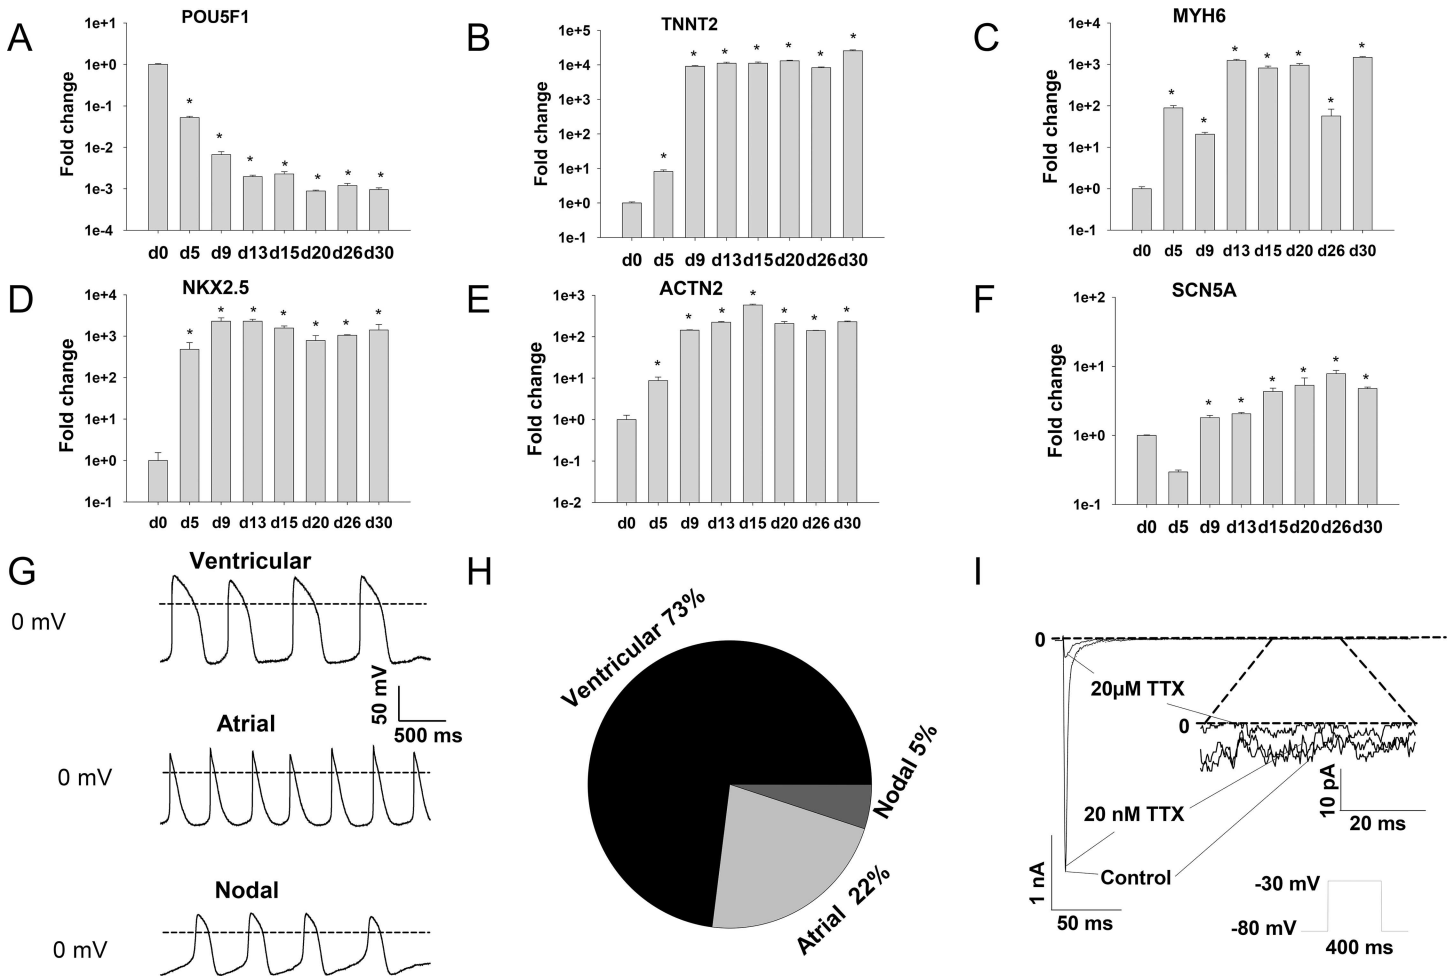 A
POU5F1
Fold change
1e+1
1e+0
1e-1
1e-2
1e-3
1e-4
* * * * * * *
d0 d5 d9 d13 d15 d20 d26 d30
B
TNNT2
Fold change
1e+5
1e+4
1e+3
1e+2
1e+1
1e+0
1e-1
* * * * * * *
d0 d5 d9 d13 d15 d20 d26 d30
C
MYH6
Fold change
1e+4
1e+3
1e+2
1e+1
1e+0
1e-1
* * * * * * *
d0 d5 d9 d13 d15 d20 d26 d30
D
NKX2.5
Fold change
1e+4
1e+3
1e+2
1e+1
1e+0
1e-1
* * * * * * *
d0 d5 d9 d13 d15 d20 d26 d30
E
ACTN2
Fold change
1e+3
1e+2
1e+1
1e+0
1e-1
1e-2
* * * * * * *
d0 d5 d9 d13 d15 d20 d26 d30
F
SCN5A
Fold change
1e+2
1e+1
1e+0
1e-1
* * * * * *
d0 d5 d9 d13 d15 d20 d26 d30
G
Ventricular
0 mV
50 mV
500 ms
Atrial
0 mV
Nodal
0 mV
H
Ventricular 73%
Nodal 5%
Atrial 22%
I
0
20μM TTX
0
20 nM TTX
10 pA
20 ms
Control
1 nA
50 ms
-30 mV
-80 mV
400 ms